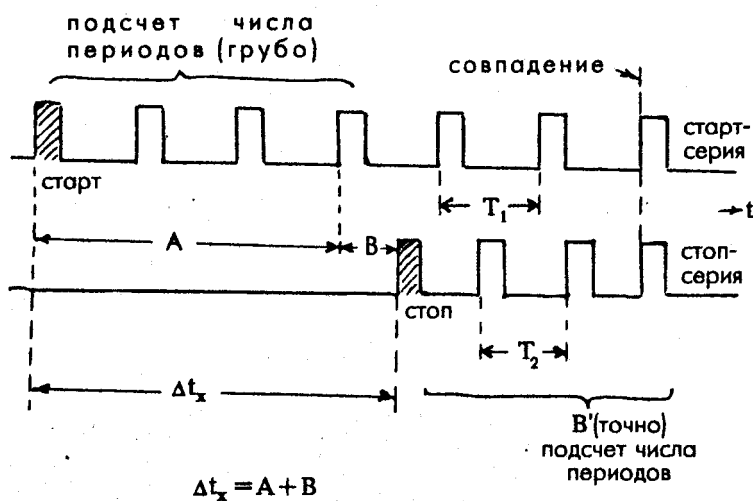 подсчет числа
периодов (грубо)
совпадение
старт-
серия
старт
T₁
t
A
B
стоп-
серия
стоп
T₂
Δtₓ
B'(точно)
подсчет числа
периодов
Δtₓ = A + B